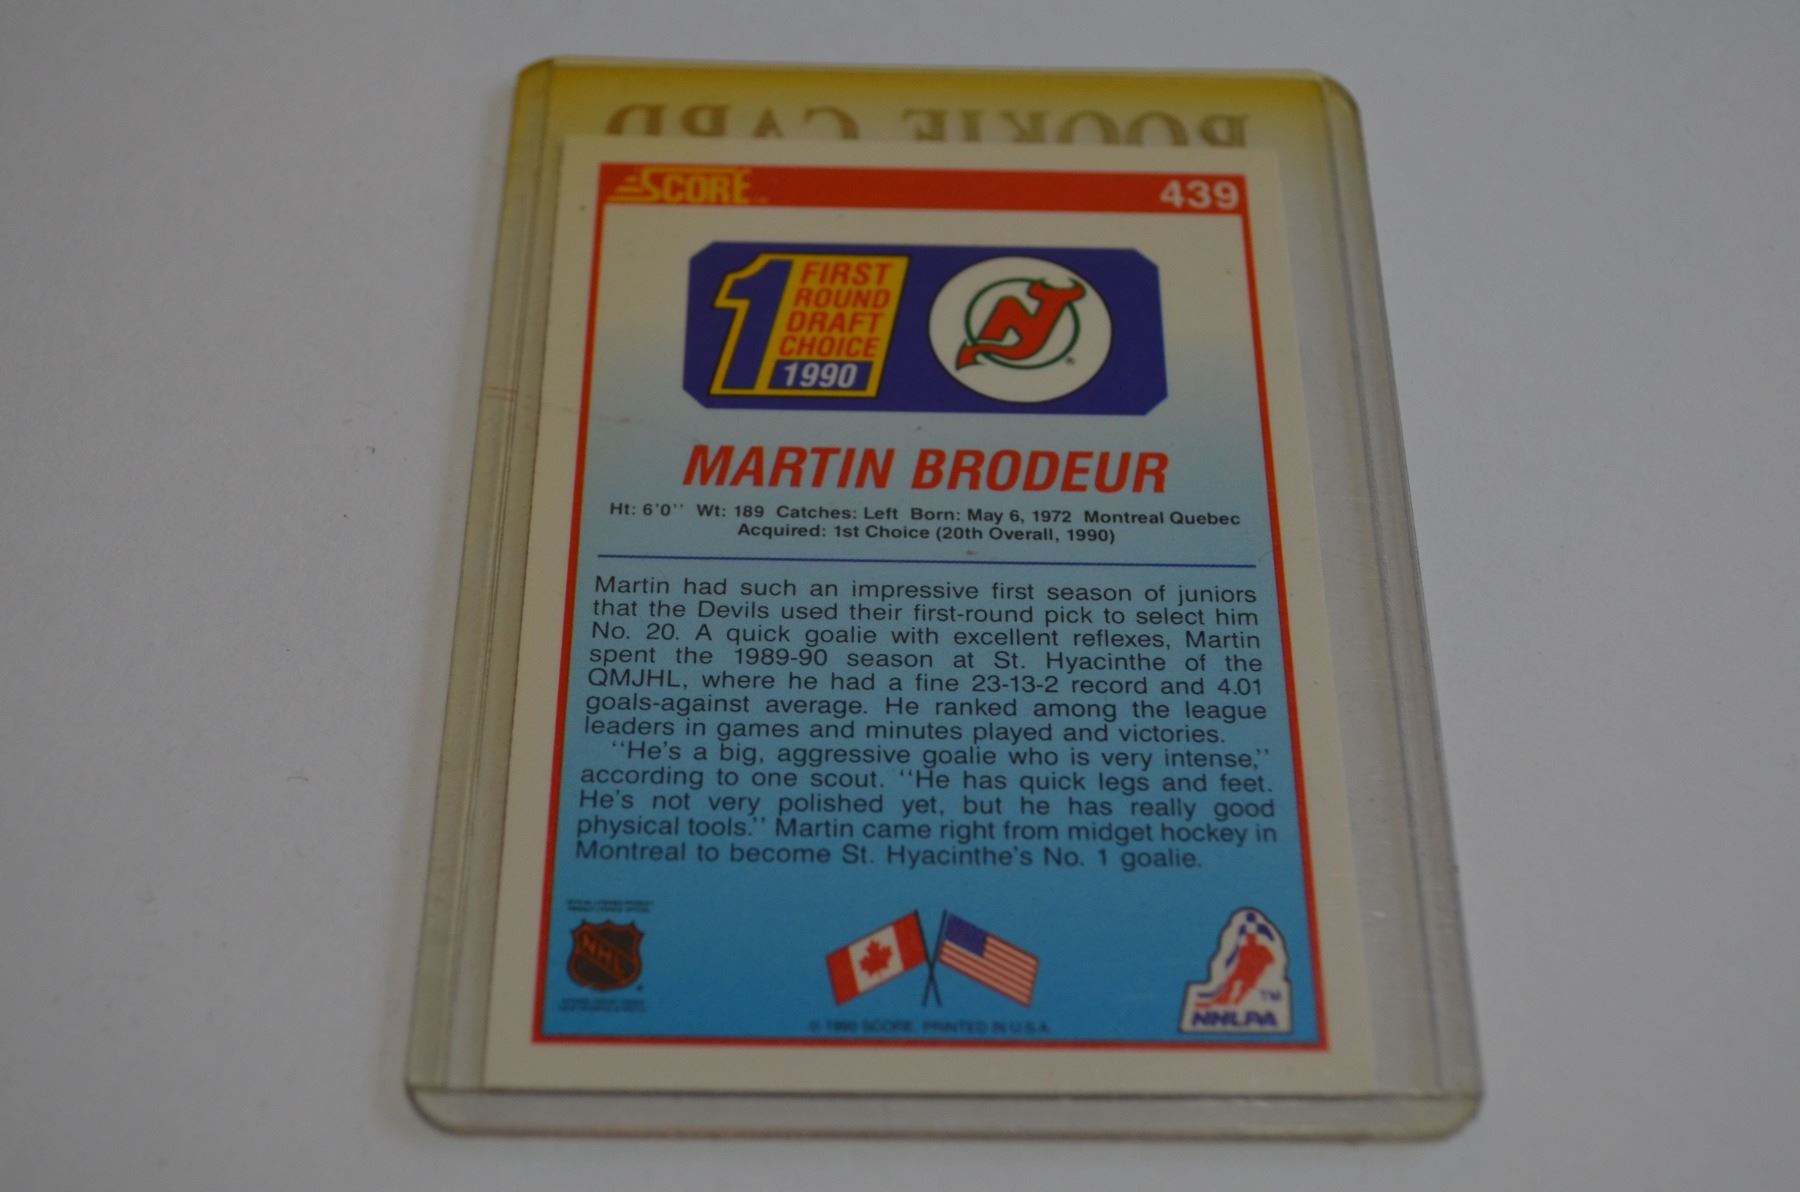 ROOKIE CARD
SCORE
439
1
FIRST
ROUND
DRAFT
CHOICE
1990
NJ
MARTIN BRODEUR
Ht: 6'0'' Wt: 189 Catches: Left Born: May 6, 1972 Montreal Quebec
Acquired: 1st Choice (20th Overall, 1990)
Martin had such an impressive first season of juniors
that the Devils used their first-round pick to select him
No. 20. A quick goalie with excellent reflexes, Martin
spent the 1989-90 season at St. Hyacinthe of the
QMJHL, where he had a fine 23-13-2 record and 4.01
goals-against average. He ranked among the league
leaders in games and minutes played and victories.
''He's a big, aggressive goalie who is very intense,''
according to one scout. ''He has quick legs and feet.
He's not very polished yet, but he has really good
physical tools.'' Martin came right from midget hockey in
Montreal to become St. Hyacinthe's No. 1 goalie.
NHL
© 1990 SCORE, PRINTED IN U.S.A.
TM
NHLPA